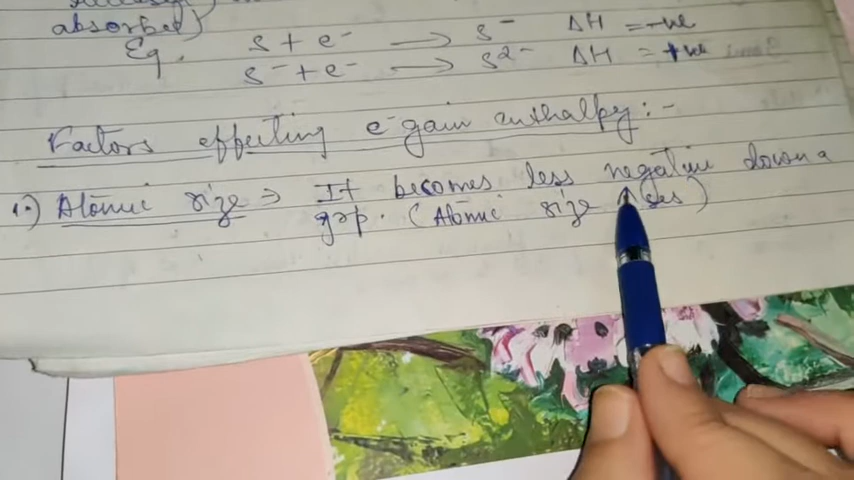 absorbed)
Eg. S + e⁻ → S⁻ ΔH = -ve
S⁻ + e⁻ → S²⁻ ΔH = +ve
Factors effecting e⁻ gain enthalpy:-
1.) Atomic size ⇒ It becomes less negative down a
grp. (Atomic size ↑ses)